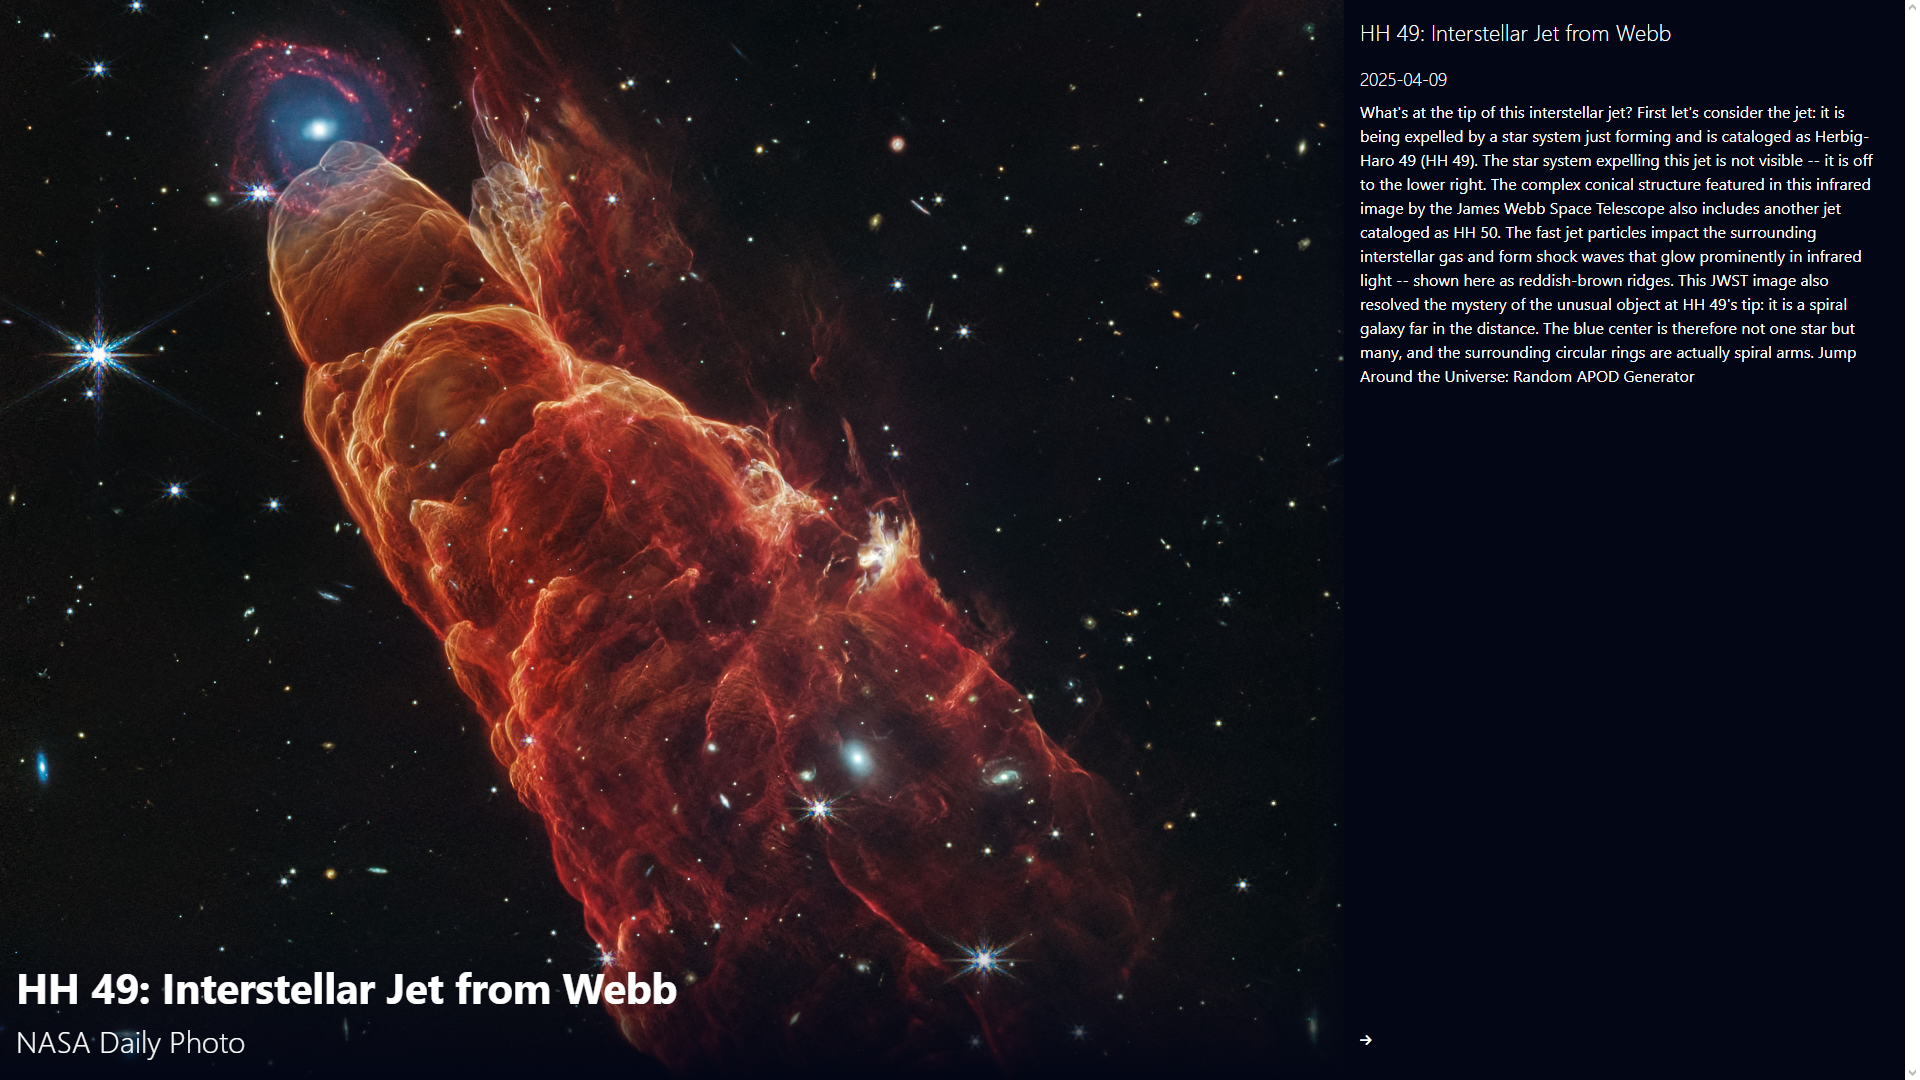 HH 49: Interstellar Jet from Webb
NASA Daily Photo
HH 49: Interstellar Jet from Webb
2025-04-09
What's at the tip of this interstellar jet? First let's consider the jet: it is
being expelled by a star system just forming and is cataloged as Herbig-
Haro 49 (HH 49). The star system expelling this jet is not visible -- it is off
to the lower right. The complex conical structure featured in this infrared
image by the James Webb Space Telescope also includes another jet
cataloged as HH 50. The fast jet particles impact the surrounding
interstellar gas and form shock waves that glow prominently in infrared
light -- shown here as reddish-brown ridges. This JWST image also
resolved the mystery of the unusual object at HH 49's tip: it is a spiral
galaxy far in the distance. The blue center is therefore not one star but
many, and the surrounding circular rings are actually spiral arms. Jump
Around the Universe: Random APOD Generator